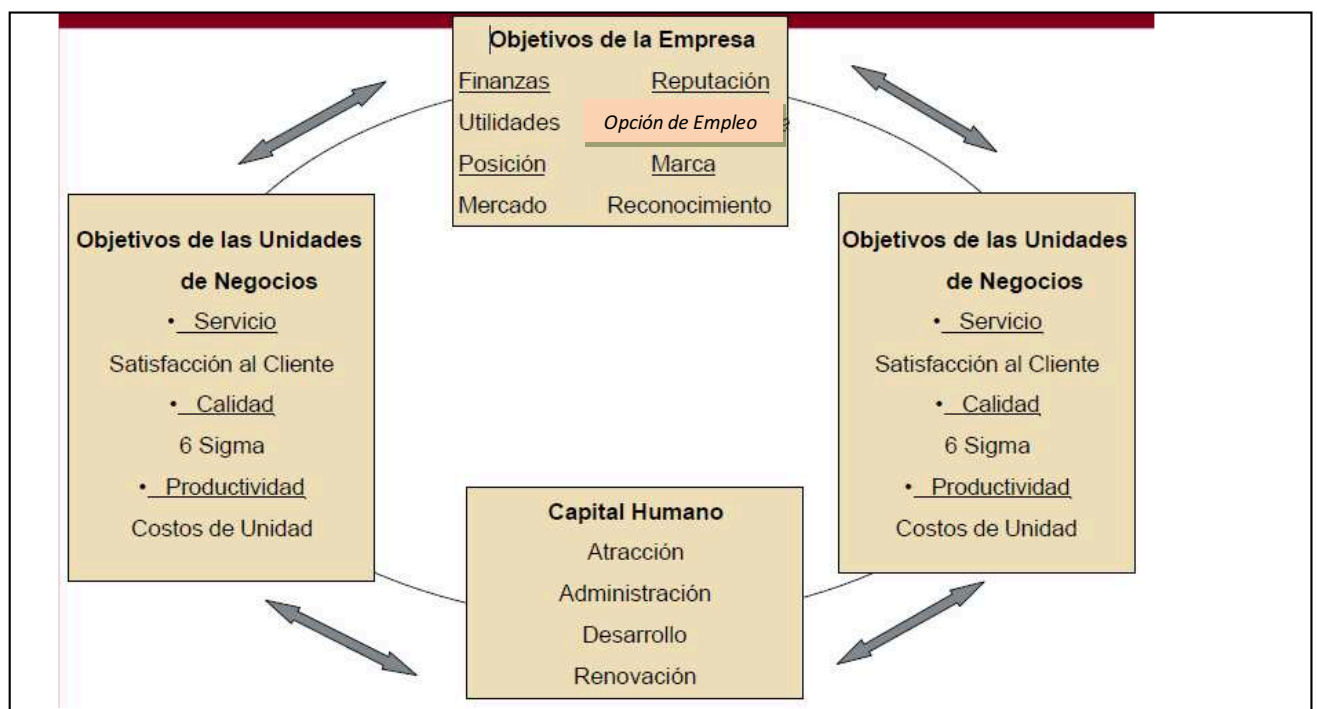 Objetivos de la Empresa
Finanzas Reputación
Utilidades Opción de Empleo
Posición Marca
Mercado Reconocimiento
Objetivos de las Unidades
de Negocios
• Servicio
Satisfacción al Cliente
• Calidad
6 Sigma
• Productividad
Costos de Unidad
Objetivos de las Unidades
de Negocios
• Servicio
Satisfacción al Cliente
• Calidad
6 Sigma
• Productividad
Costos de Unidad
Capital Humano
Atracción
Administración
Desarrollo
Renovación